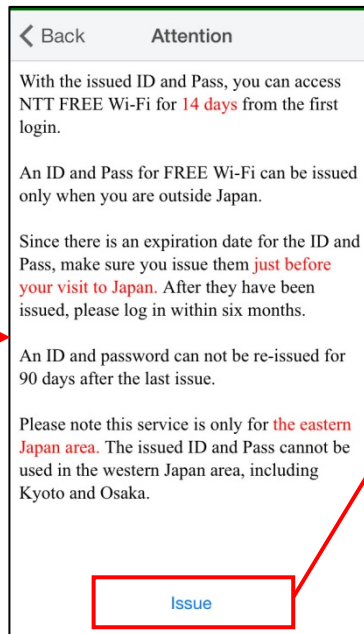 Back Attention
With the issued ID and Pass, you can access
NTT FREE Wi-Fi for 14 days from the first
login.
An ID and Pass for FREE Wi-Fi can be issued
only when you are outside Japan.
Since there is an expiration date for the ID and
Pass, make sure you issue them just before
your visit to Japan. After they have been
issued, please log in within six months.
An ID and password can not be re-issued for
90 days after the last issue.
Please note this service is only for the eastern
Japan area. The issued ID and Pass cannot be
used in the western Japan area, including
Kyoto and Osaka.
Issue